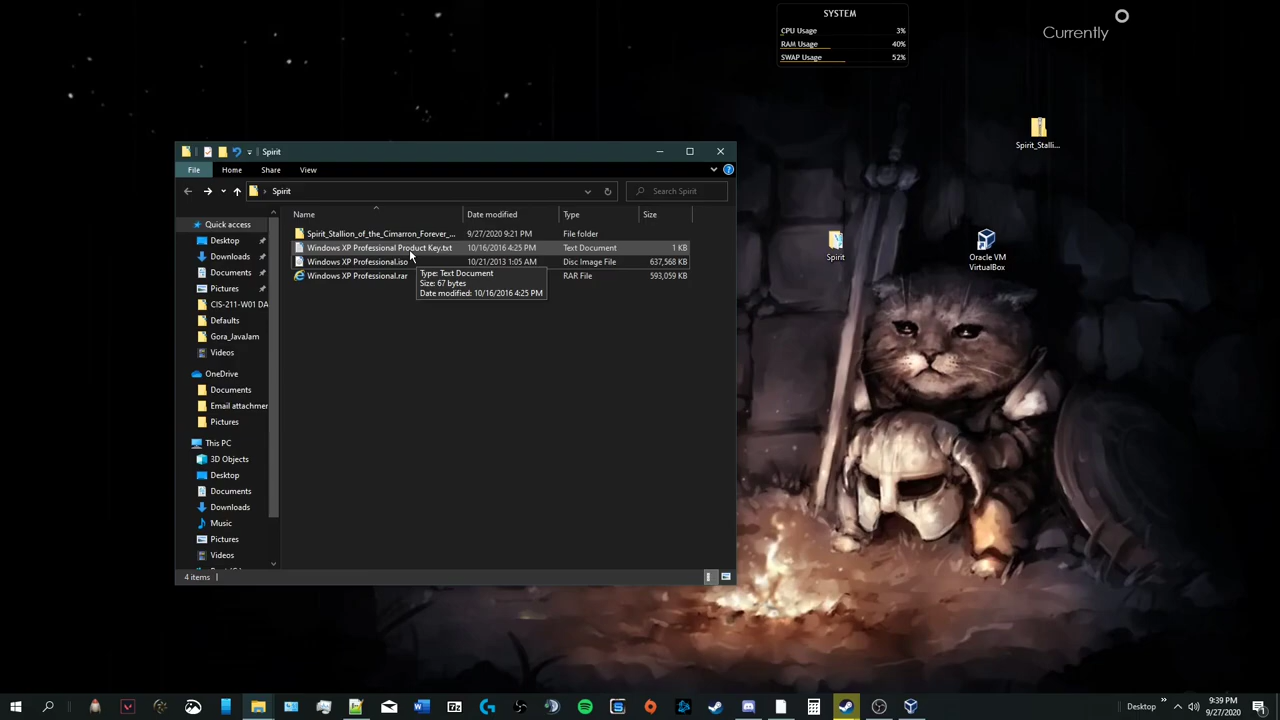 SYSTEM
CPU Usage 3%
RAM Usage 40%
SWAP Usage 52%
Currently
Spirit_Stalli...
Spirit
Oracle VM
VirtualBox
Spirit
File Home Share View
Spirit
Search Spirit
Name Date modified Type Size
Spirit_Stallion_of_the_Cimarron_Forever_... 9/27/2020 9:21 PM File folder
Windows XP Professional Product Key.txt 10/16/2016 4:25 PM Text Document 1 KB
Windows XP Professional.iso 10/21/2013 1:05 AM Disc Image File 637,568 KB
Windows XP Professional.rar RAR File 593,059 KB
Type: Text Document
Size: 67 bytes
Date modified: 10/16/2016 4:25 PM
Quick access
Desktop
Downloads
Documents
Pictures
CIS-211-W01 DA
Defaults
Gora_JavaJam
Videos
OneDrive
Documents
Email attachmen
Pictures
This PC
3D Objects
Desktop
Documents
Downloads
Music
Pictures
Videos
4 items
Desktop
9:39 PM
9/27/2020